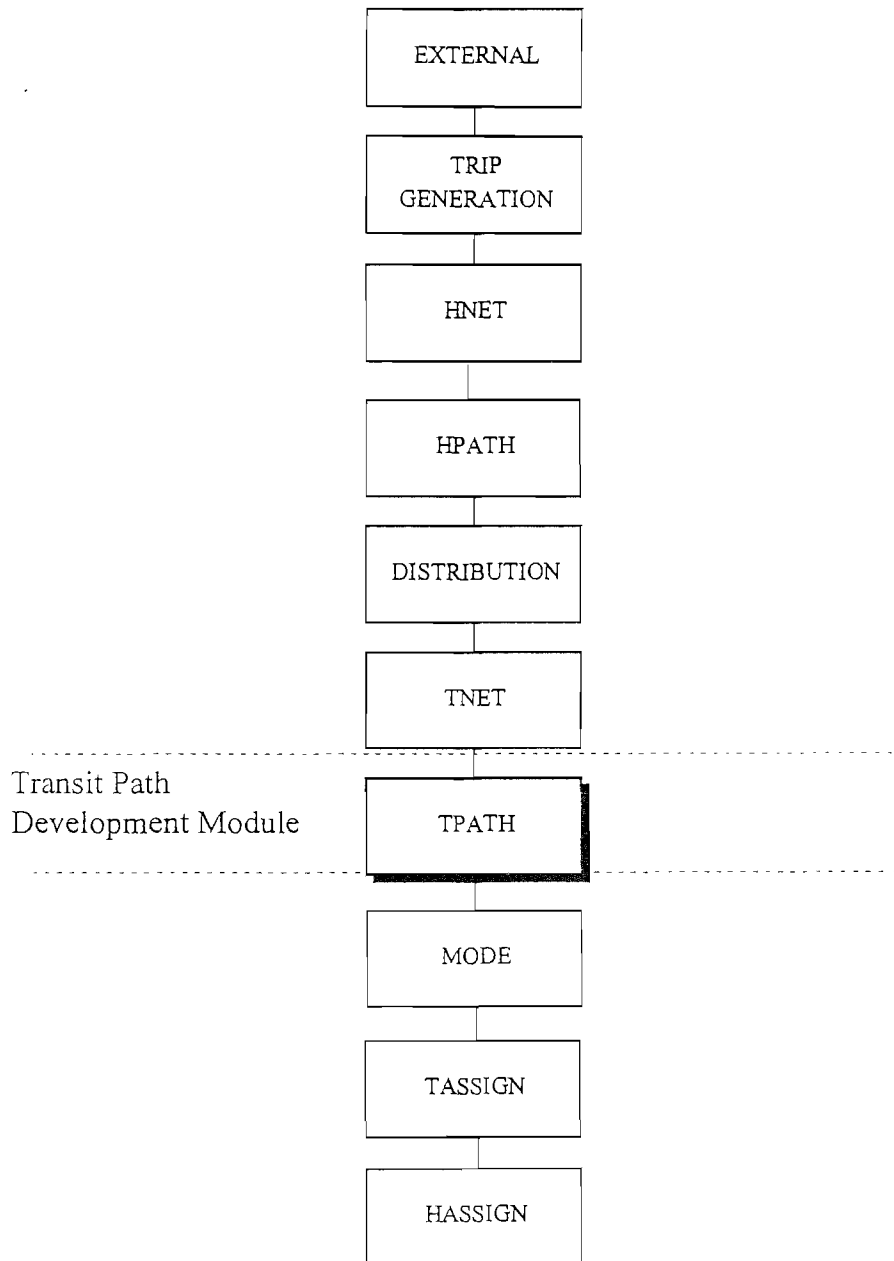 EXTERNAL
TRIP
GENERATION
HNET
HPATH
DISTRIBUTION
TNET
Transit Path
Development Module
TPATH
MODE
TASSIGN
HASSIGN